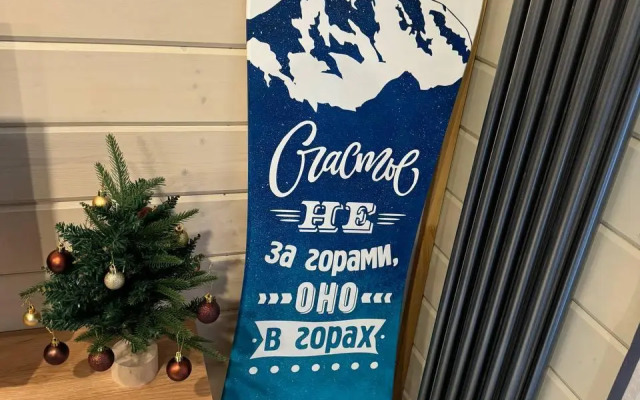 Счастье
НЕ
за горами,
ОНО
в горах